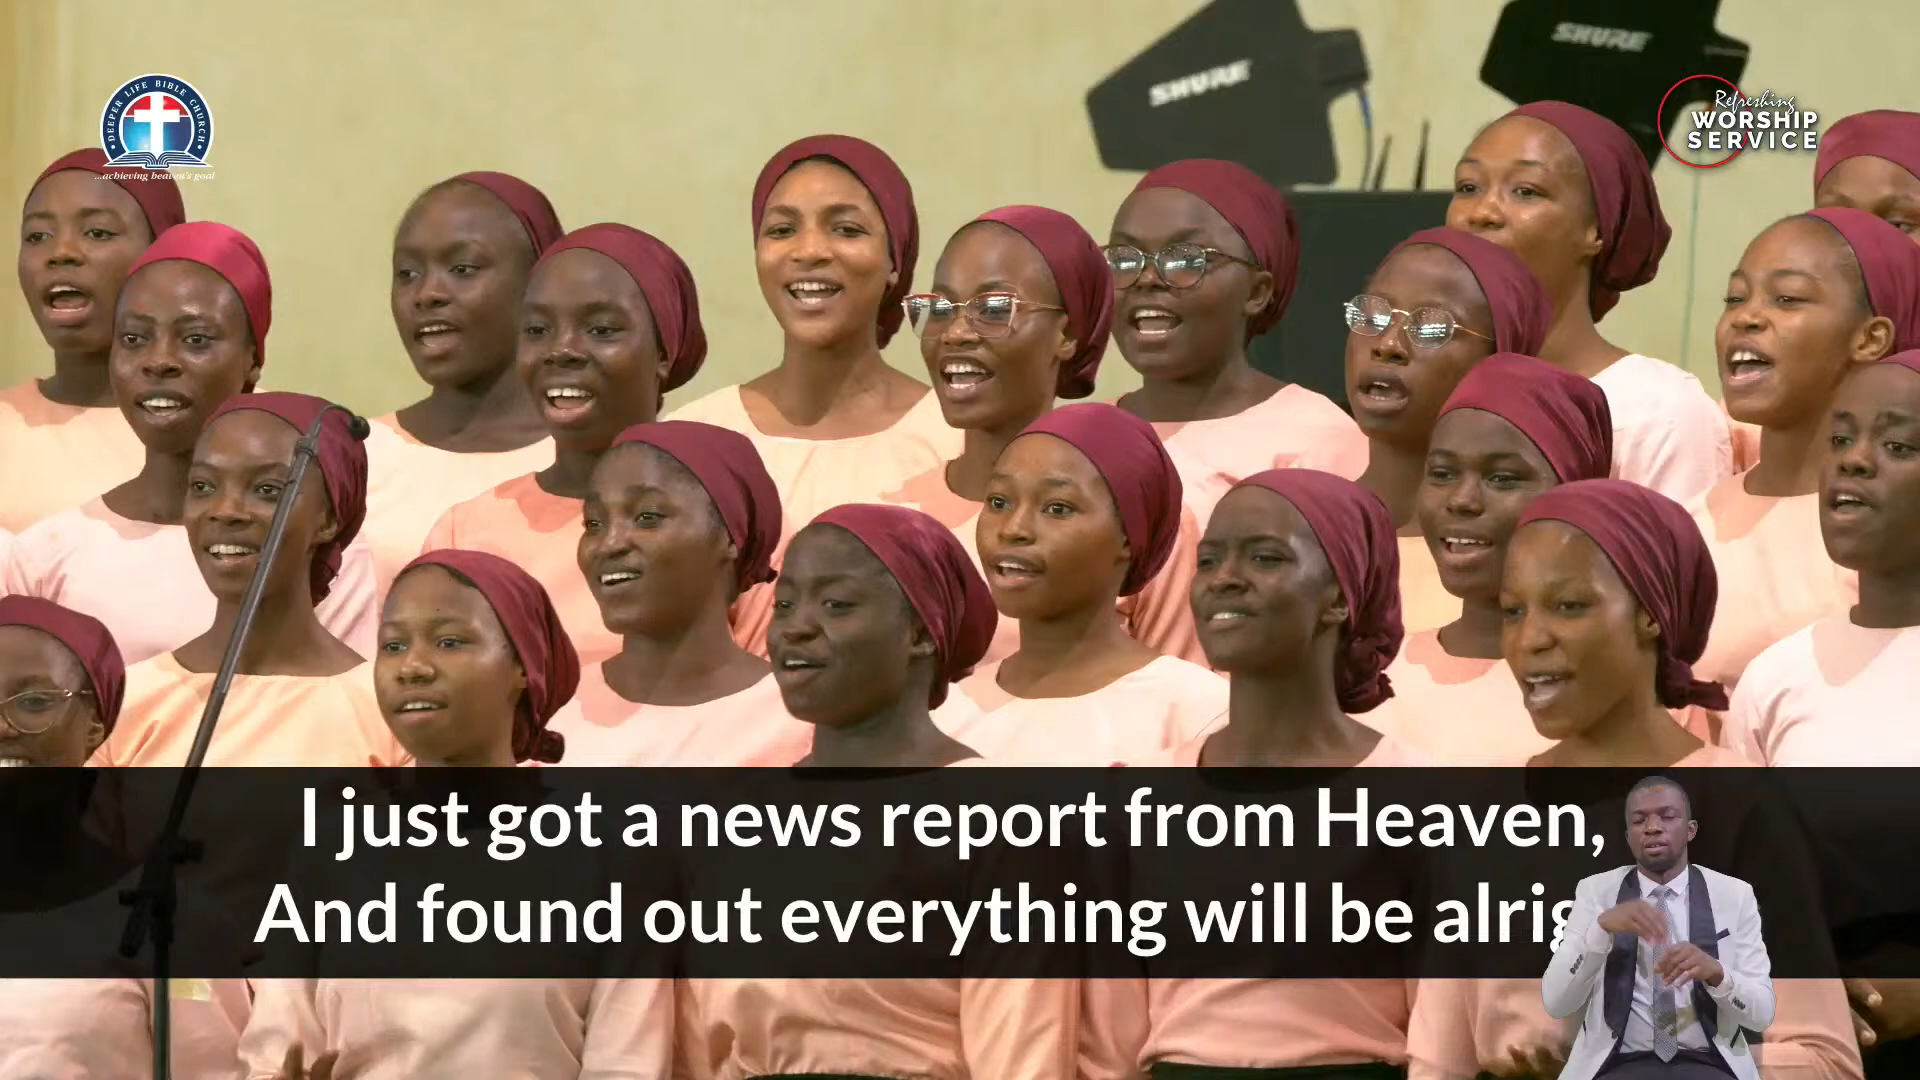 SHURE
SHURE
DEEPER LIFE BIBLE CHURCH
...achieving heaven's goal
Refreshing
WORSHIP
SERVICE
I just got a news report from Heaven,
And found out everything will be alrig